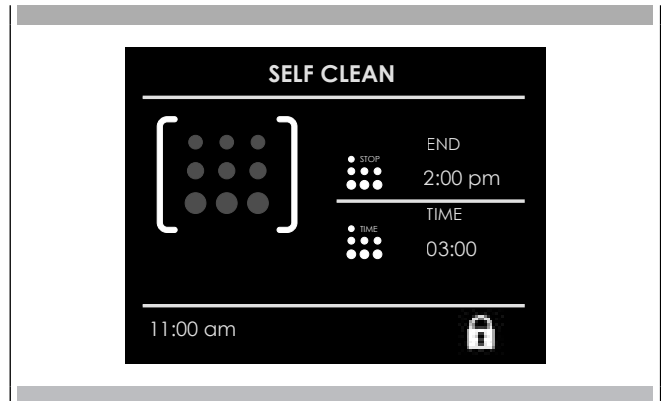 SELF CLEAN
STOP
END
2:00 pm
TIME
TIME
03:00
11:00 am